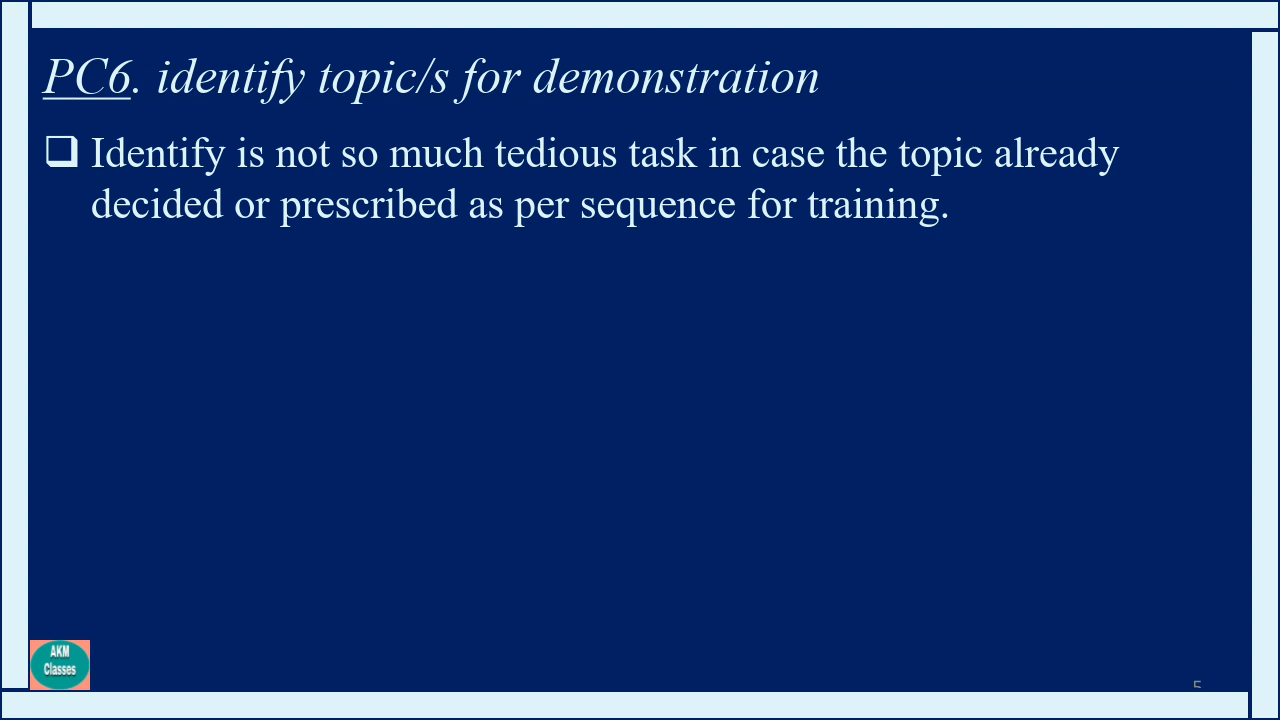 PC6. identify topic/s for demonstration
❑ Identify is not so much tedious task in case the topic already
decided or prescribed as per sequence for training.
AKM
Classes
5